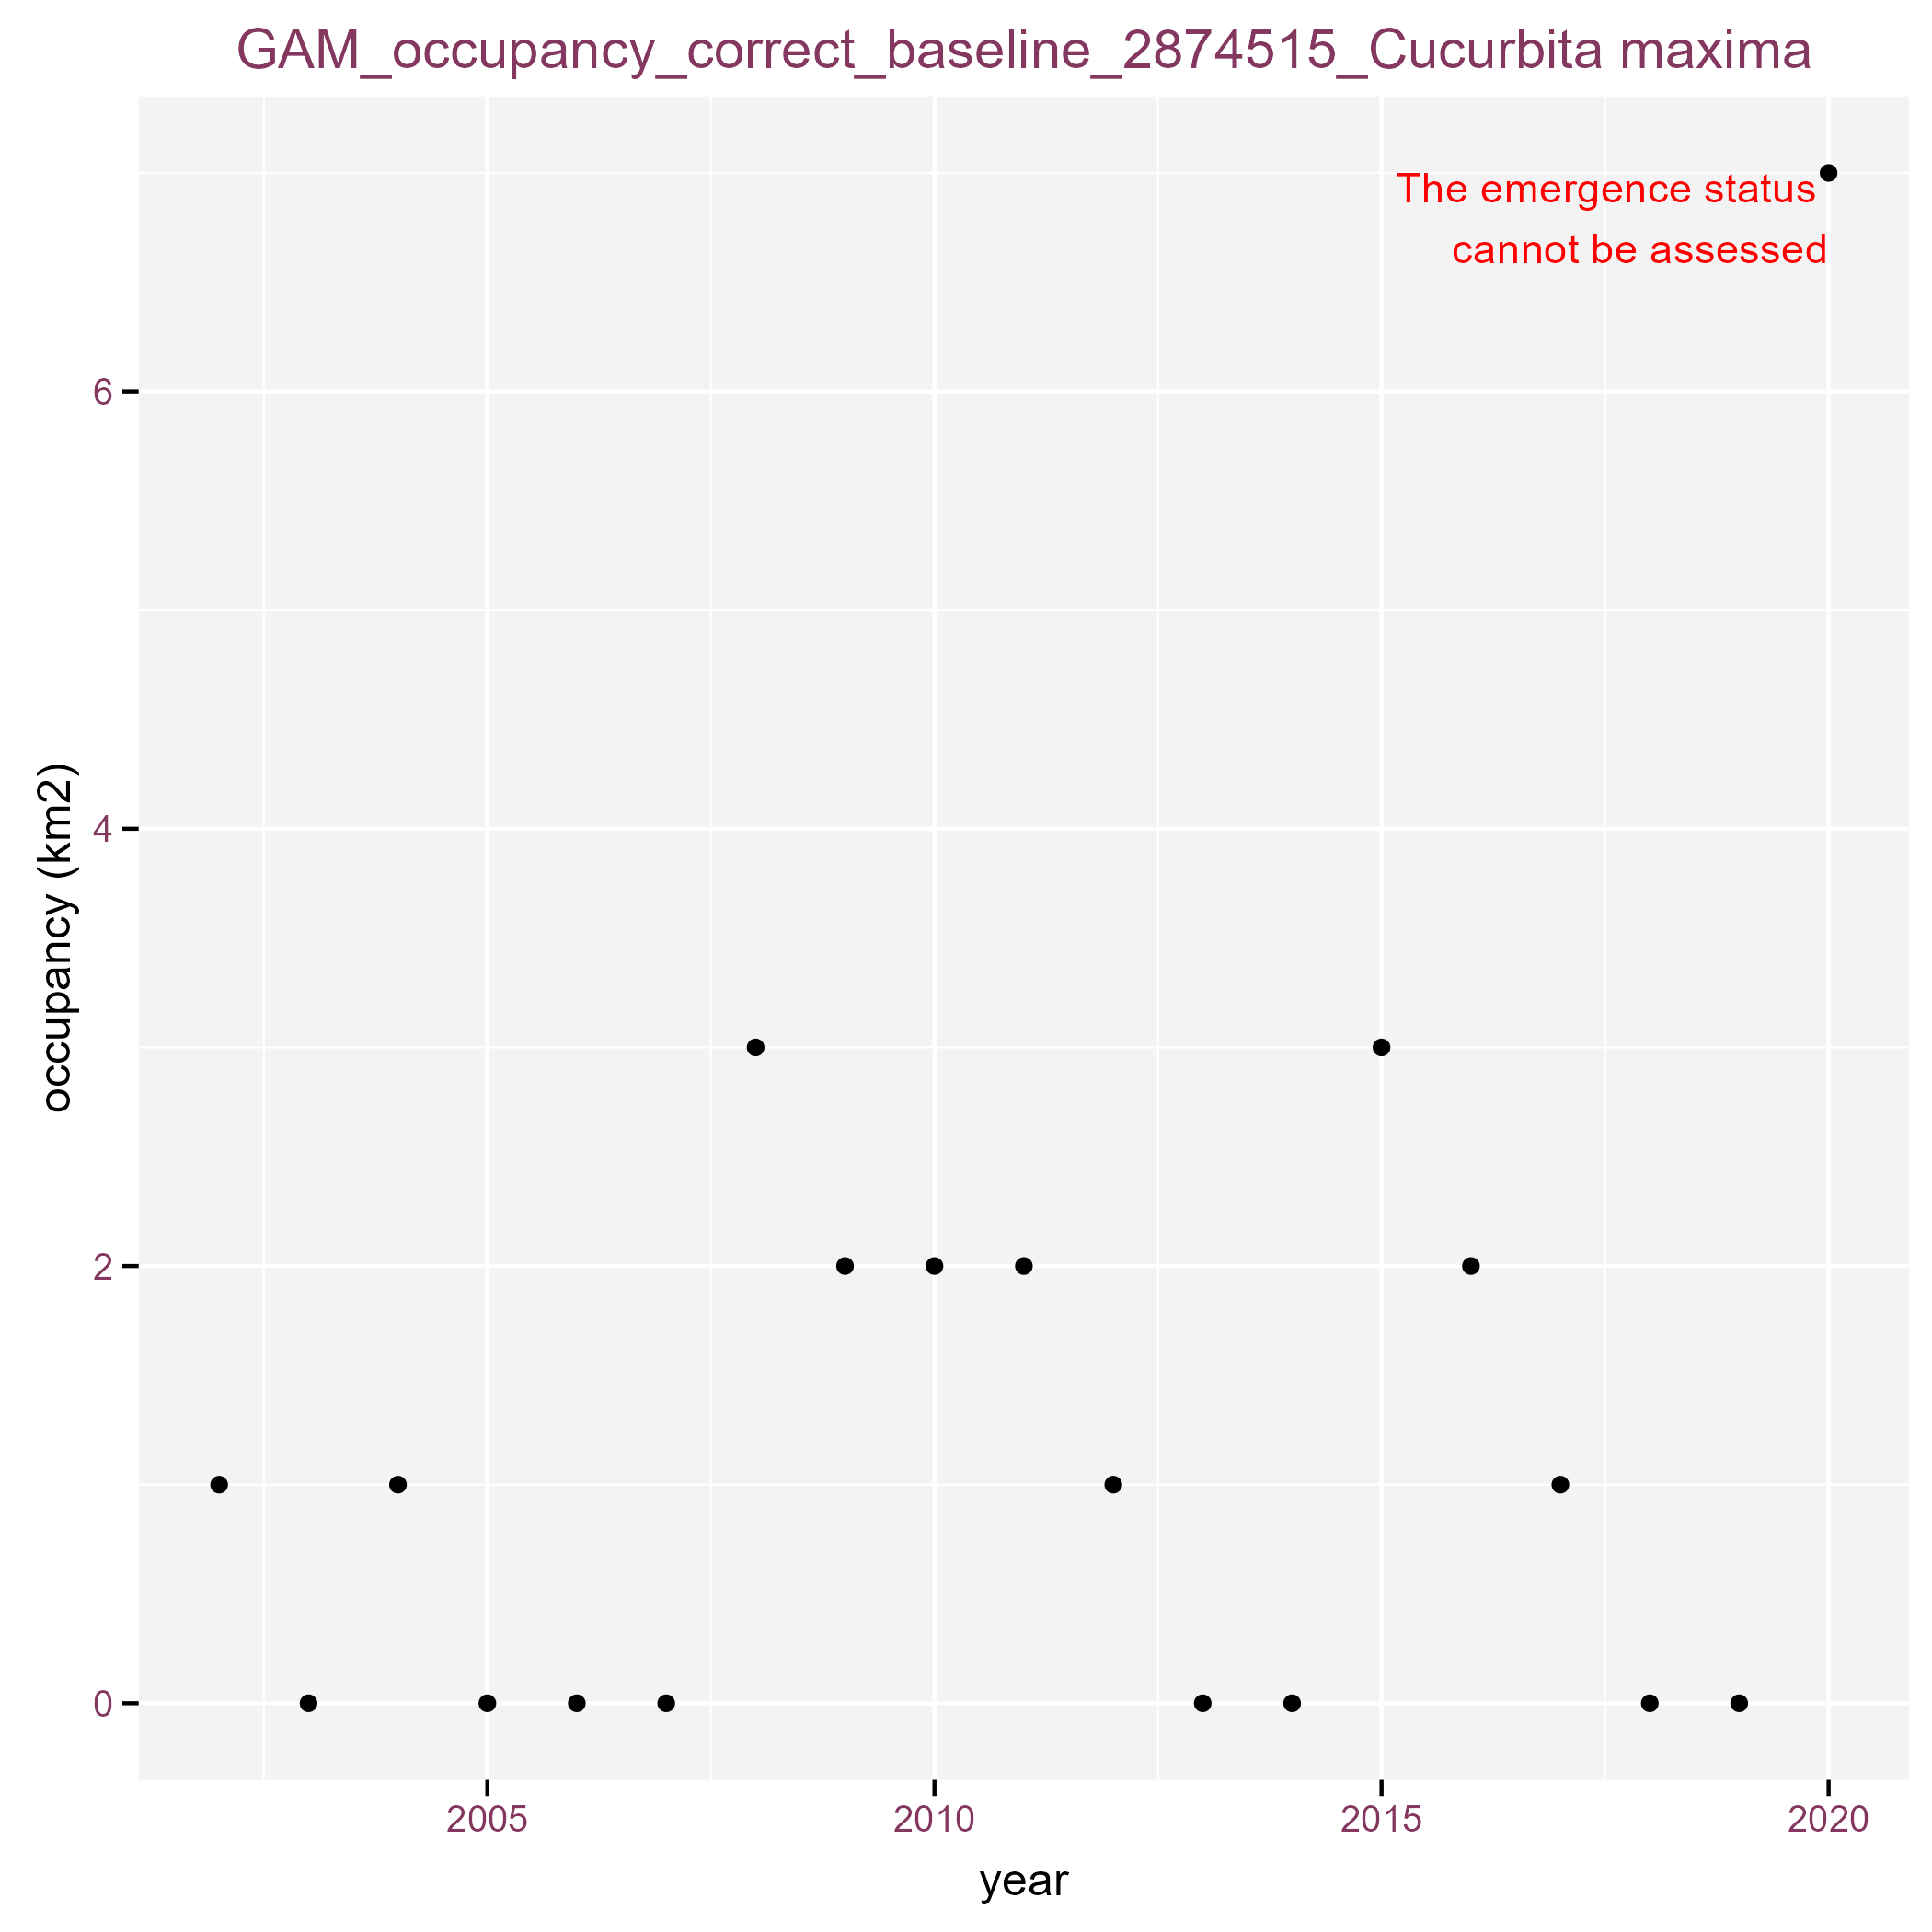 GAM_occupancy_correct_baseline_2874515_Cucurbita maxima
The emergence status
cannot be assessed
occupancy (km2)
6
4
2
0
2005 2010 2015 2020
year